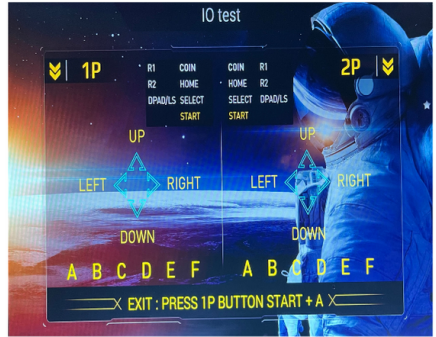 IO test
1P R1 COIN COIN R1 2P
R2 HOME HOME R2
DPAD/LS SELECT SELECT DPAD/LS
START START
UP UP
LEFT RIGHT LEFT RIGHT
DOWN DOWN
A B C D E F A B C D E F
EXIT : PRESS 1P BUTTON START + A